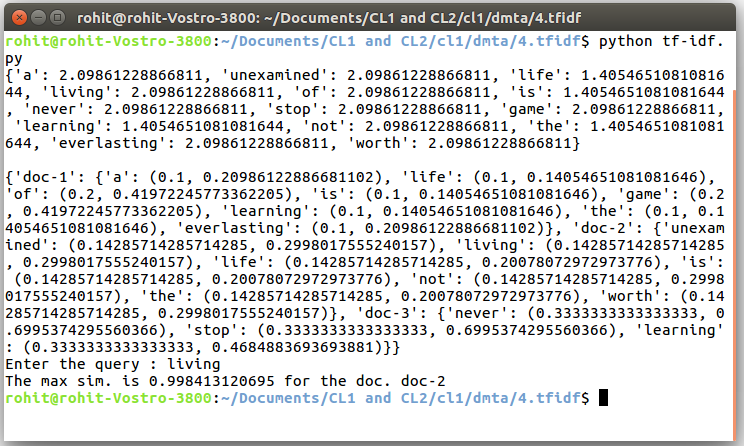 rohit@rohit-Vostro-3800: ~/Documents/CL1 and CL2/cl1/dmta/4.tfidf
rohit@rohit-Vostro-3800:~/Documents/CL1 and CL2/cl1/dmta/4.tfidf$ python tf-idf.
py
{'a': 2.09861228866811, 'unexamined': 2.09861228866811, 'life': 1.40546510810816
44, 'living': 2.09861228866811, 'of': 2.09861228866811, 'is': 1.4054651081081644
, 'never': 2.09861228866811, 'stop': 2.09861228866811, 'game': 2.09861228866811,
 'learning': 1.4054651081081644, 'not': 2.09861228866811, 'the': 1.4054651081081
644, 'everlasting': 2.09861228866811, 'worth': 2.09861228866811}

{'doc-1': {'a': (0.1, 0.20986122886681102), 'life': (0.1, 0.14054651081081646),
'of': (0.2, 0.41972245773362205), 'is': (0.1, 0.14054651081081646), 'game': (0.2
, 0.41972245773362205), 'learning': (0.1, 0.14054651081081646), 'the': (0.1, 0.1
4054651081081646), 'everlasting': (0.1, 0.20986122886681102)}, 'doc-2': {'unexam
ined': (0.14285714285714285, 0.2998017555240157), 'living': (0.14285714285714285
, 0.2998017555240157), 'life': (0.14285714285714285, 0.20078072972973776), 'is':
 (0.14285714285714285, 0.20078072972973776), 'not': (0.14285714285714285, 0.2998
017555240157), 'the': (0.14285714285714285, 0.20078072972973776), 'worth': (0.14
285714285714285, 0.2998017555240157)}, 'doc-3': {'never': (0.3333333333333333, 0
.6995374295560366), 'stop': (0.3333333333333333, 0.6995374295560366), 'learning'
: (0.3333333333333333, 0.4684883693693881)}}
Enter the query : living
The max sim. is 0.998413120695 for the doc. doc-2
rohit@rohit-Vostro-3800:~/Documents/CL1 and CL2/cl1/dmta/4.tfidf$